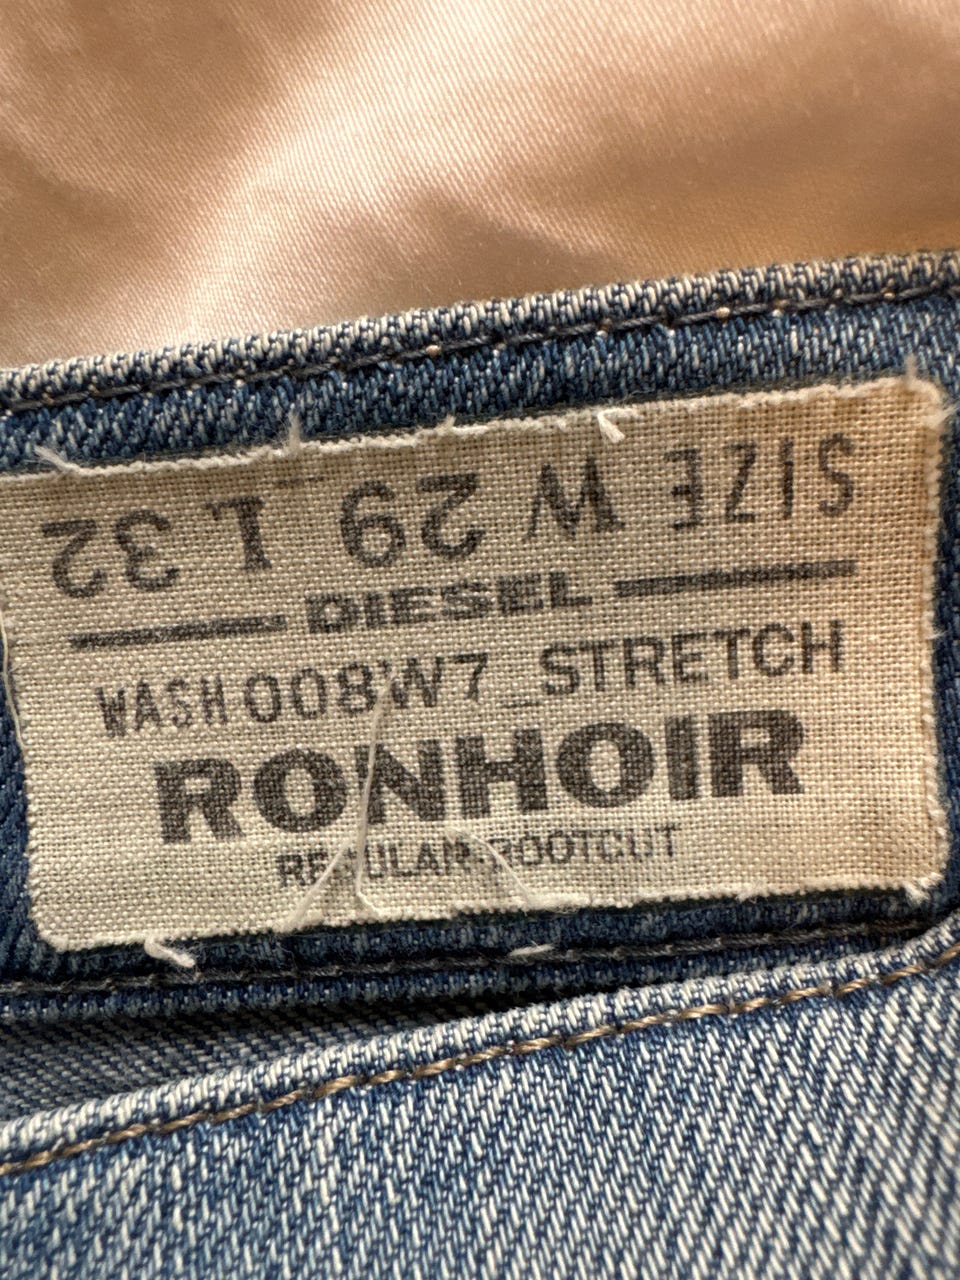 SIZE W 29 L 32
DIESEL
WASH 008W7_STRETCH
RONHOIR
REGULAR-BOOTCUT